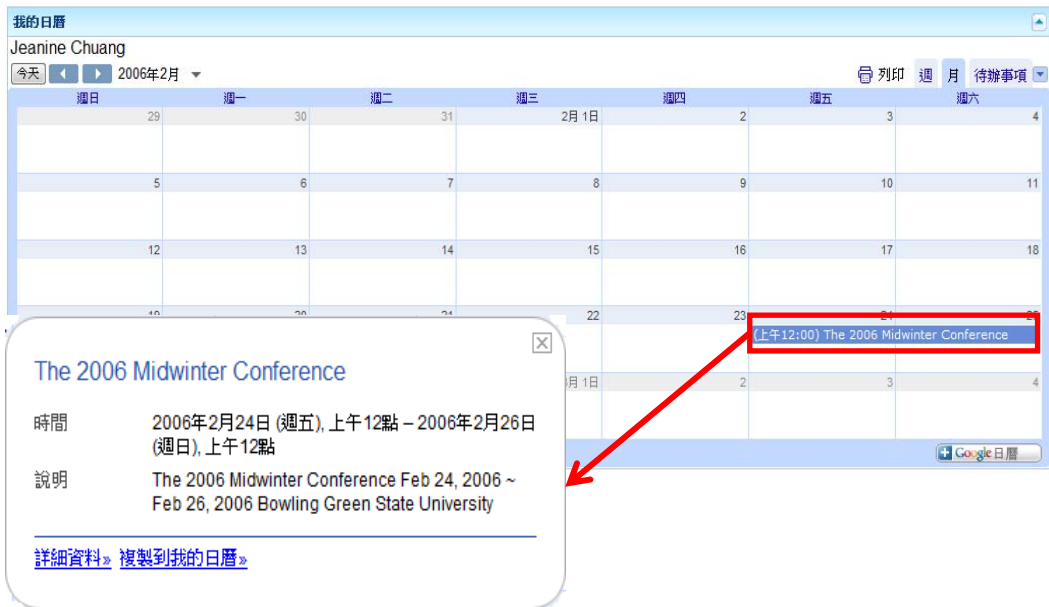 我的日曆
Jeanine Chuang
今天 2006年2月 列印 週 月 待辦事項
週日 週一 週二 週三 週四 週五 週六
29 30 31 2月 1日 2 3 4
5 6 7 8 9 10 11
12 13 14 15 16 17 18
22 23
(上午12:00) The 2006 Midwinter Conference
月 1日 2 3 4
Google 日曆
The 2006 Midwinter Conference
時間 2006年2月24日 (週五), 上午12點 – 2006年2月26日
(週日), 上午12點
說明 The 2006 Midwinter Conference Feb 24, 2006 ~
Feb 26, 2006 Bowling Green State University
詳細資料» 複製到我的日曆»